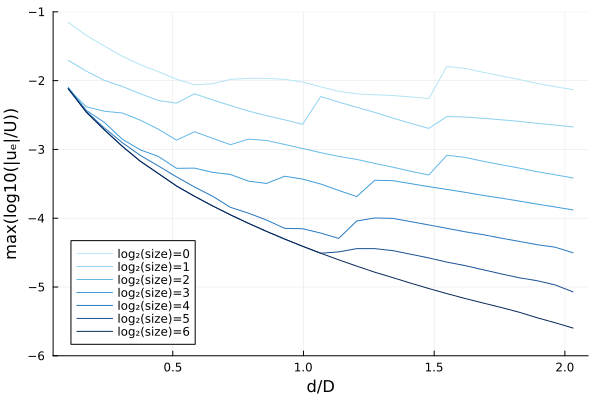 max(log10(|uₑ|/U))
−1
−2
−3
−4
−5
−6
log₂(size)=0
log₂(size)=1
log₂(size)=2
log₂(size)=3
log₂(size)=4
log₂(size)=5
log₂(size)=6
0.5
1.0
1.5
2.0
d/D